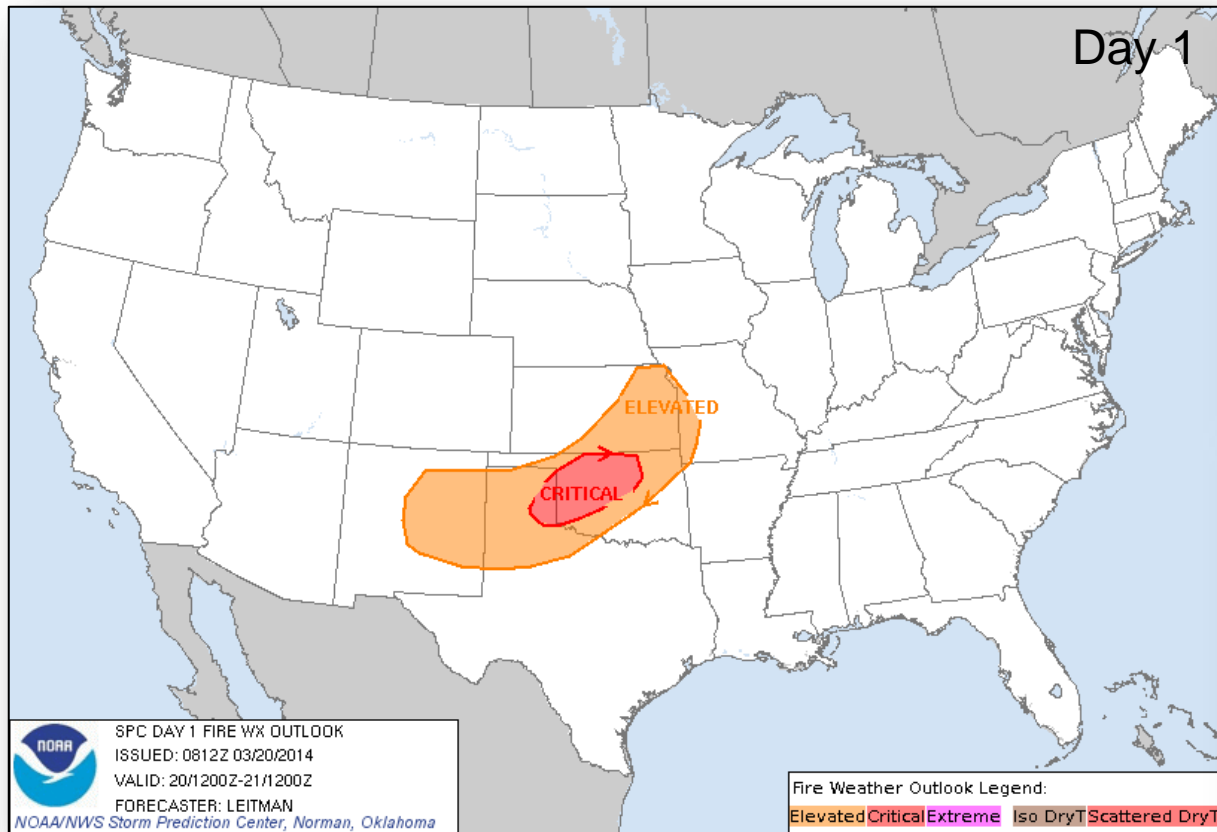 Day 1
ELEVATED
CRITICAL
NOAA
SPC DAY 1 FIRE WX OUTLOOK
ISSUED: 0812Z 03/20/2014
VALID: 20/1200Z-21/1200Z
FORECASTER: LEITMAN
NOAA/NWS Storm Prediction Center, Norman, Oklahoma
Fire Weather Outlook Legend:
Elevated Critical Extreme Iso DryT Scattered DryT